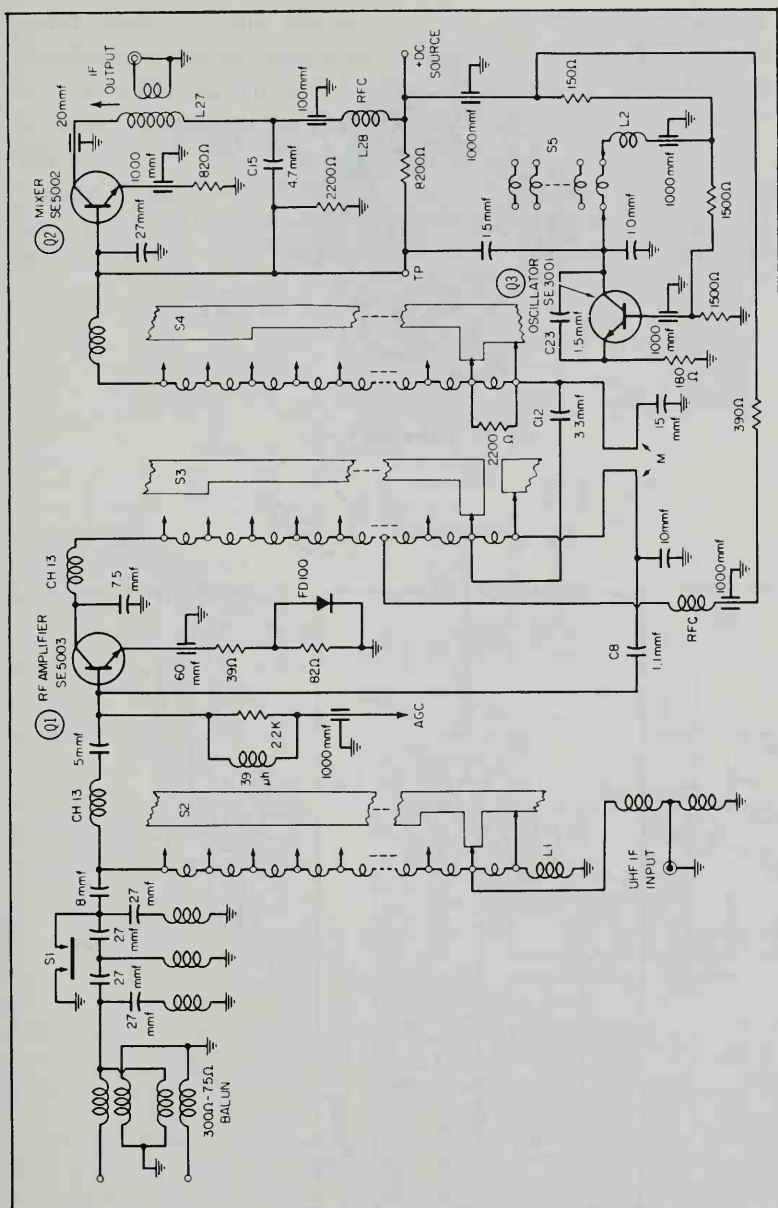 300Ω-75Ω
BALUN
27
mmf
27
mmf
27
mmf
27
mmf
S1
8mmf
CH 13
5mmf
L1
S2
UHF IF
INPUT
39
μh
2.2K
1000mmf
AGC
Q1
RF AMPLIFIER
SE5003
CH 13
7.5
mmf
60
mmf
39Ω
82Ω
FD100
C8
1.1mmf
10mmf
RFC
1000mmf
S3
M
15
mmf
C12
3.3mmf
2200
Ω
S4
390Ω
Q2
MIXER
SE5002
27mmf
1000
mmf
820Ω
20mmf
IF
OUTPUT
L27
C15
4.7mmf
2200Ω
100mmf
RFC
L28
+DC
SOURCE
8200Ω
TP
1000mmf
1.5mmf
10mmf
Q3
OSCILLATOR
SE3001
C23
1.5mmf
180
Ω
1000
mmf
1500Ω
1500Ω
S5
L2
1000mmf
150Ω